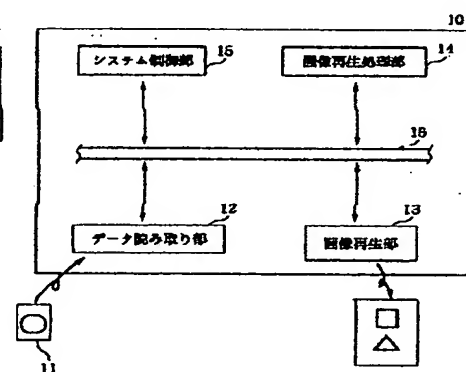 10
システム制御部 15
画像再生処理部 14
16
データ読み取り部 12
画像再生部 13
11